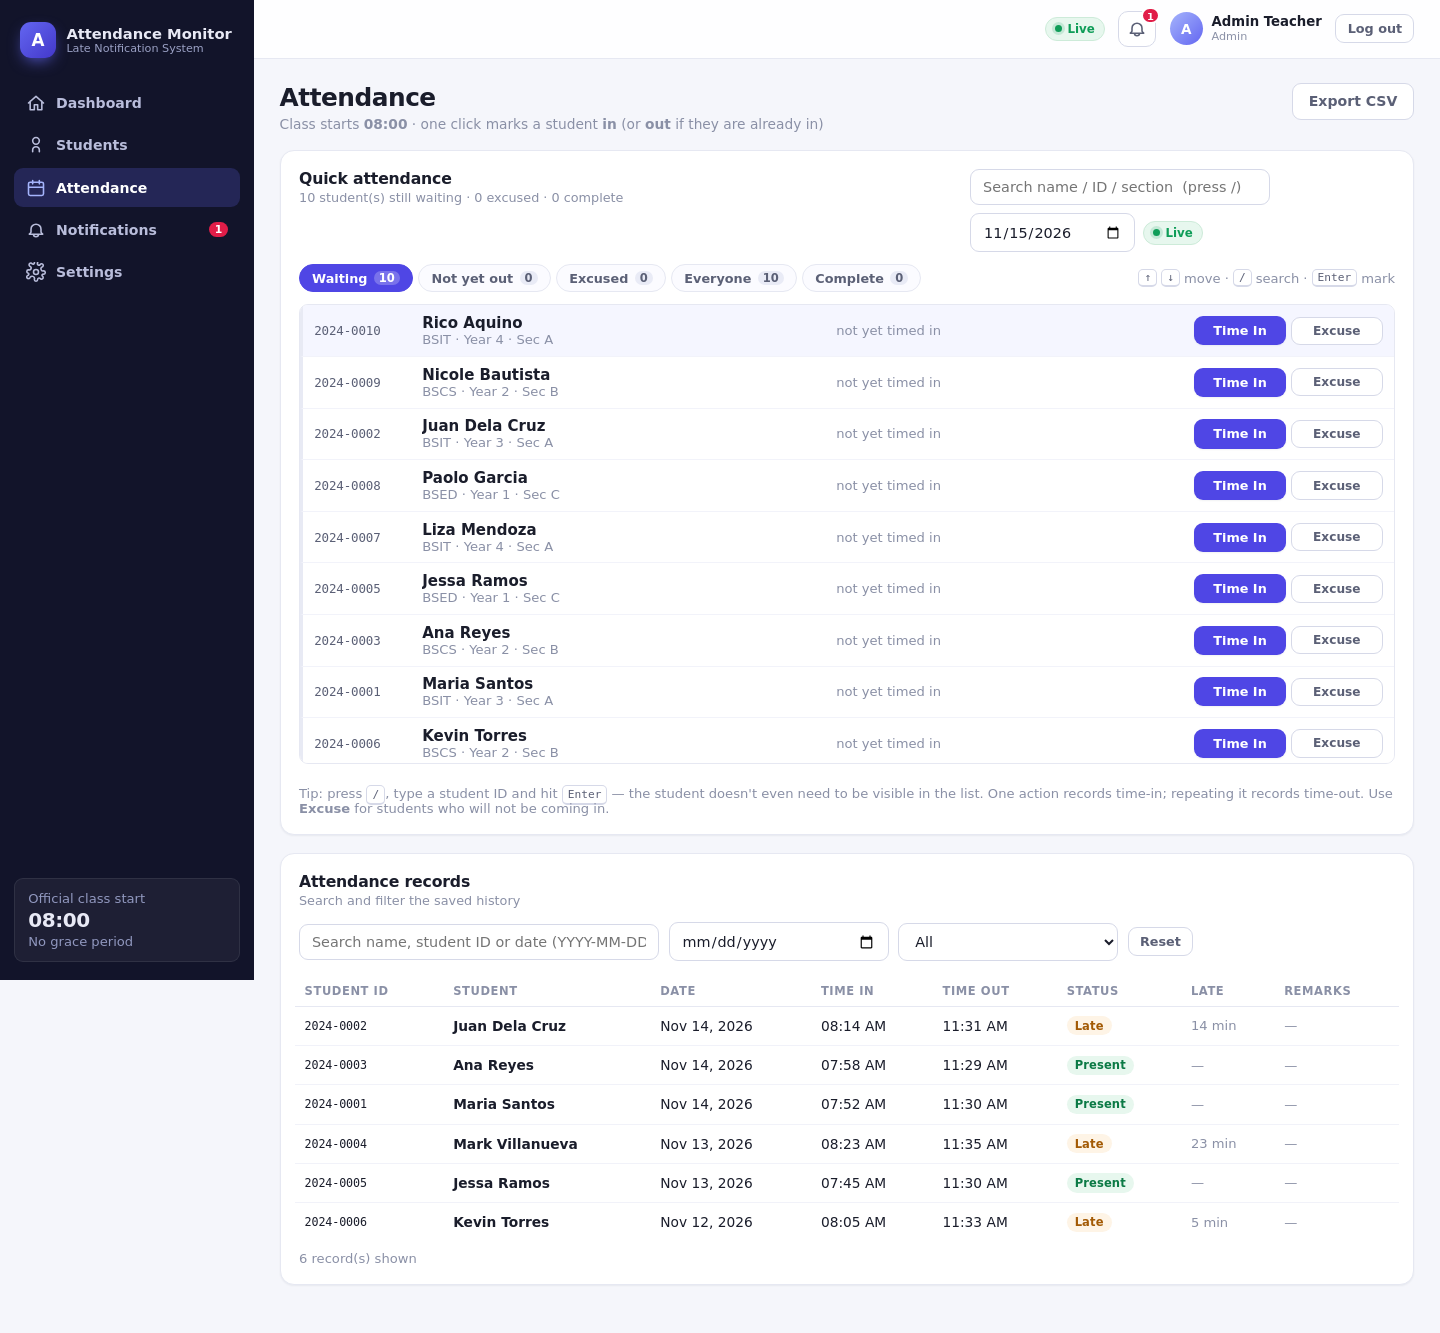 A
Attendance Monitor
Late Notification System
Dashboard
Students
Attendance
Notifications 1
Settings
Official class start
08:00
No grace period
Live
1
A
Admin Teacher
Admin
Log out
Attendance
Class starts 08:00 · one click marks a student in (or out if they are already in)
Export CSV
Quick attendance
10 student(s) still waiting · 0 excused · 0 complete
Search name / ID / section (press /)
11/15/2026
Live
Waiting 10 Not yet out 0 Excused 0 Everyone 10 Complete 0
↑ ↓ move · / search · Enter mark
2024-0010 Rico Aquino not yet timed in Time In Excuse
BSIT · Year 4 · Sec A
2024-0009 Nicole Bautista not yet timed in Time In Excuse
BSCS · Year 2 · Sec B
2024-0002 Juan Dela Cruz not yet timed in Time In Excuse
BSIT · Year 3 · Sec A
2024-0008 Paolo Garcia not yet timed in Time In Excuse
BSED · Year 1 · Sec C
2024-0007 Liza Mendoza not yet timed in Time In Excuse
BSIT · Year 4 · Sec A
2024-0005 Jessa Ramos not yet timed in Time In Excuse
BSED · Year 1 · Sec C
2024-0003 Ana Reyes not yet timed in Time In Excuse
BSCS · Year 2 · Sec B
2024-0001 Maria Santos not yet timed in Time In Excuse
BSIT · Year 3 · Sec A
2024-0006 Kevin Torres not yet timed in Time In Excuse
BSCS · Year 2 · Sec B
Tip: press /, type a student ID and hit Enter — the student doesn't even need to be visible in the list. One action records time-in; repeating it records time-out. Use
Excuse for students who will not be coming in.
Attendance records
Search and filter the saved history
Search name, student ID or date (YYYY-MM-DD
mm/dd/yyyy
All
Reset
STUDENT ID STUDENT DATE TIME IN TIME OUT STATUS LATE REMARKS
2024-0002 Juan Dela Cruz Nov 14, 2026 08:14 AM 11:31 AM Late 14 min —
2024-0003 Ana Reyes Nov 14, 2026 07:58 AM 11:29 AM Present — —
2024-0001 Maria Santos Nov 14, 2026 07:52 AM 11:30 AM Present — —
2024-0004 Mark Villanueva Nov 13, 2026 08:23 AM 11:35 AM Late 23 min —
2024-0005 Jessa Ramos Nov 13, 2026 07:45 AM 11:30 AM Present — —
2024-0006 Kevin Torres Nov 12, 2026 08:05 AM 11:33 AM Late 5 min —
6 record(s) shown